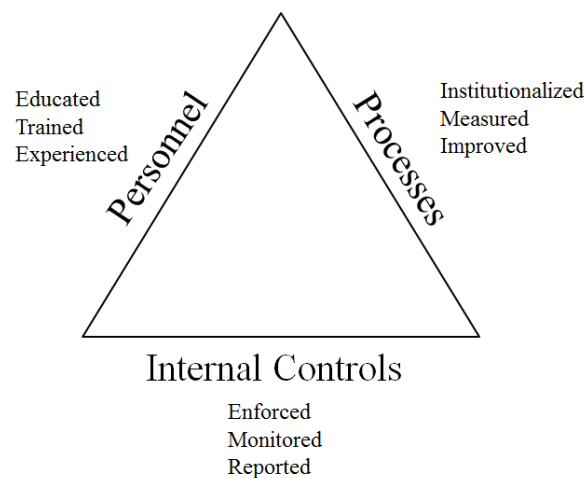 Educated
Trained
Experienced
Personnel
Processes
Institutionalized
Measured
Improved
Internal Controls
Enforced
Monitored
Reported